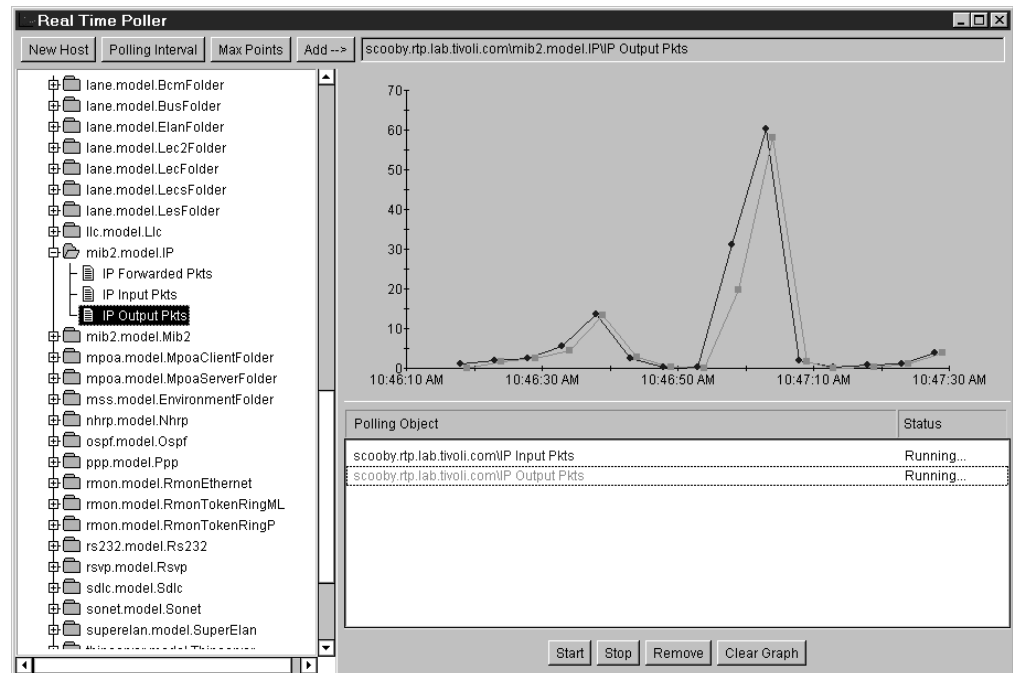 Real Time Poller
New Host Polling Interval Max Points Add --> scooby.rtp.lab.tivoli.com\mib2.model.IP\IP Output Pkts
lane.model.BcmFolder
lane.model.BusFolder
lane.model.ElanFolder
lane.model.Lec2Folder
lane.model.LecFolder
lane.model.LecsFolder
lane.model.LesFolder
llc.model.Llc
mib2.model.IP
IP Forwarded Pkts
IP Input Pkts
IP Output Pkts
mib2.model.Mib2
mpoa.model.MpoaClientFolder
mpoa.model.MpoaServerFolder
mss.model.EnvironmentFolder
nhrp.model.Nhrp
ospf.model.Ospf
ppp.model.Ppp
rmon.model.RmonEthernet
rmon.model.RmonTokenRingML
rmon.model.RmonTokenRingP
rs232.model.Rs232
rsvp.model.Rsvp
sdlc.model.Sdlc
sonet.model.Sonet
superelan.model.SuperElan
70
60
50
40
30
20
10
0
10:46:10 AM 10:46:30 AM 10:46:50 AM 10:47:10 AM 10:47:30 AM
Polling Object Status
scooby.rtp.lab.tivoli.com\IP Input Pkts Running...
scooby.rtp.lab.tivoli.com\IP Output Pkts Running...
Start Stop Remove Clear Graph